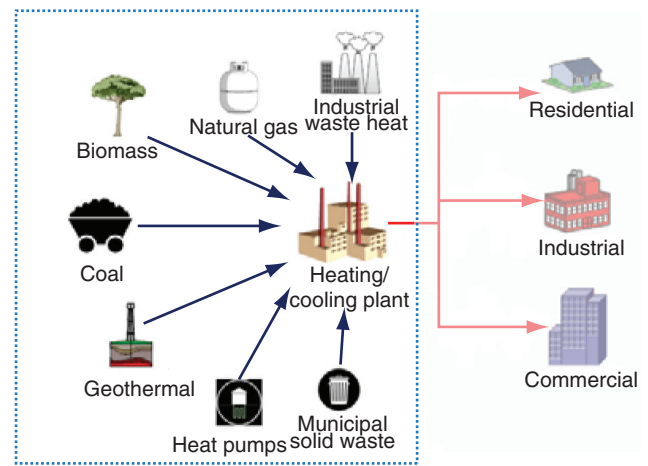 Biomass
Natural gas
Industrial
waste heat
Coal
Heating/
cooling plant
Geothermal
Heat pumps
Municipal
solid waste
Residential
Industrial
Commercial